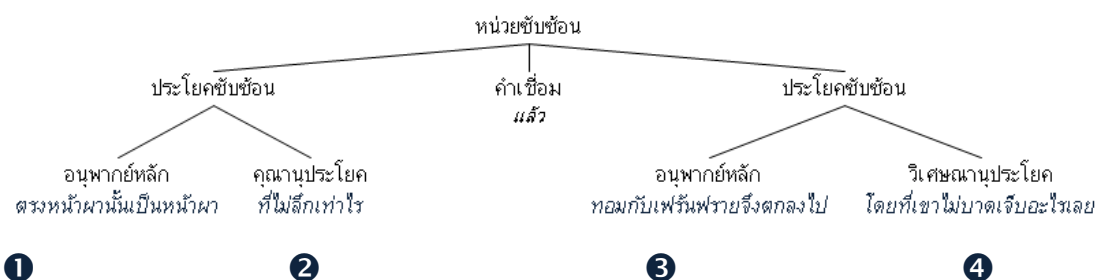 หน่วยซับซ้อน
ประโยคซับซ้อน คำเชื่อม ประโยคซับซ้อน
แล้ว
อนุพากย์หลัก คุณานุประโยค อนุพากย์หลัก วิเศษณานุประโยค
ตรงหน้าผานั้นเป็นหน้าผา ที่ไม่ลึกเท่าไร ทอมกับเฟรันฟรายจึงตกลงไป โดยที่เขาไม่บาดเจ็บอะไรเลย
❶ ❷ ❸ ❹